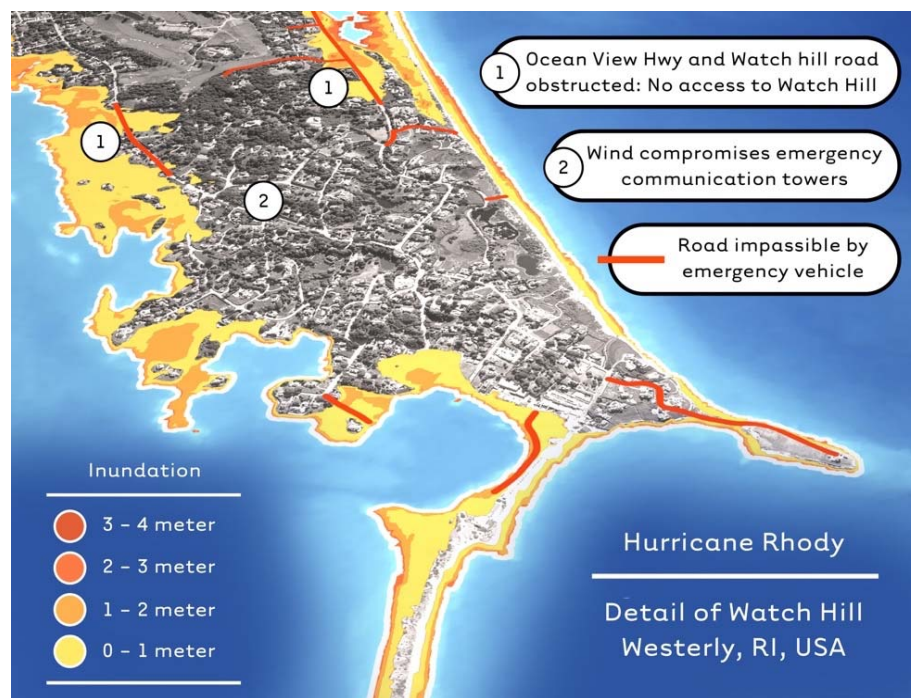 1
Ocean View Hwy and Watch hill road
obstructed: No access to Watch Hill
1
1
2
Wind compromises emergency
communication towers
2
Road impassible by
emergency vehicle
Inundation
3 - 4 meter
2 - 3 meter
1 - 2 meter
0 - 1 meter
Hurricane Rhody
Detail of Watch Hill
Westerly, RI, USA